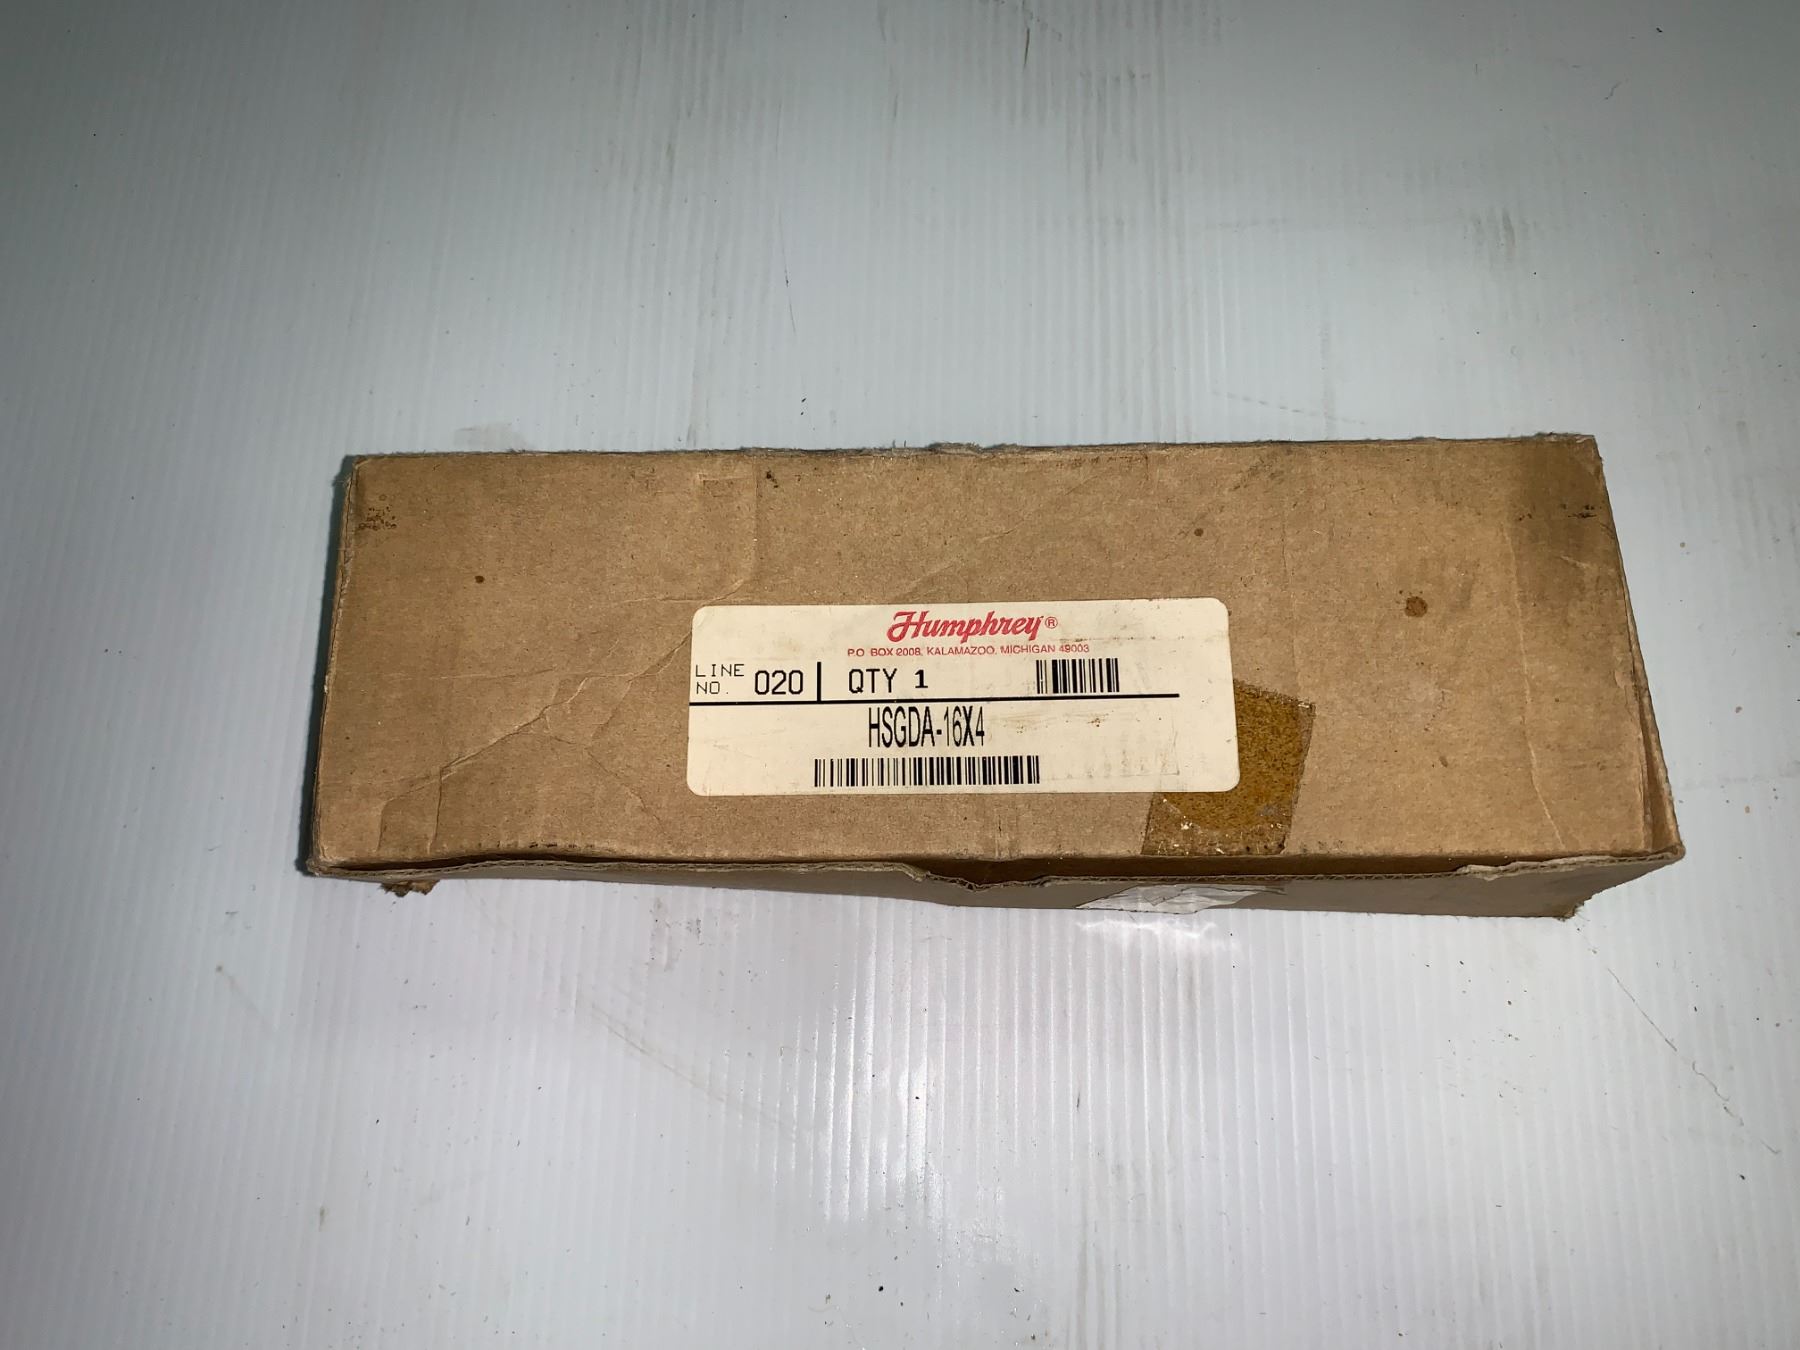 Humphrey®
P.O. BOX 2008, KALAMAZOO, MICHIGAN 49003
LINE NO. 020 QTY 1
HSGDA-16X4